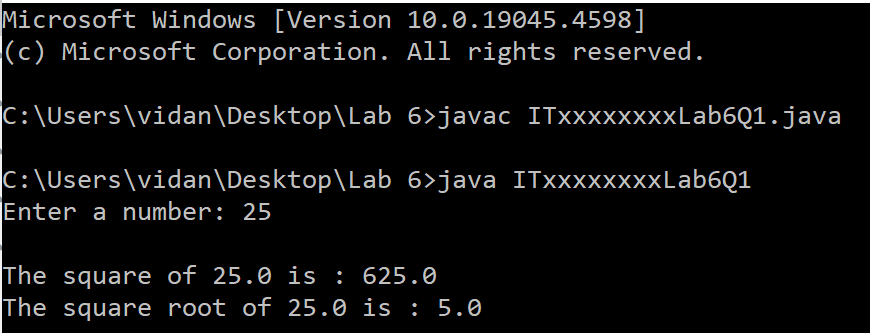 Microsoft Windows [Version 10.0.19045.4598]
(c) Microsoft Corporation. All rights reserved.
C:\Users\vidan\Desktop\Lab 6>javac ITxxxxxxxxLab6Q1.java
C:\Users\vidan\Desktop\Lab 6>java ITxxxxxxxxLab6Q1
Enter a number: 25
The square of 25.0 is : 625.0
The square root of 25.0 is : 5.0